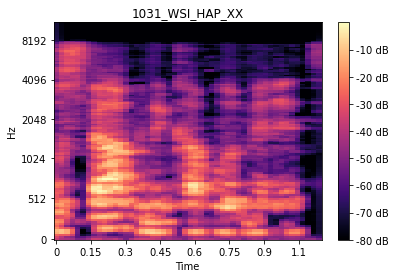 1031_WSI_HAP_XX
8192
4096
2048
1024
512
0
Hz
0 0.15 0.3 0.45 0.6 0.75 0.9 1.1
Time
-10 dB
-20 dB
-30 dB
-40 dB
-50 dB
-60 dB
-70 dB
-80 dB